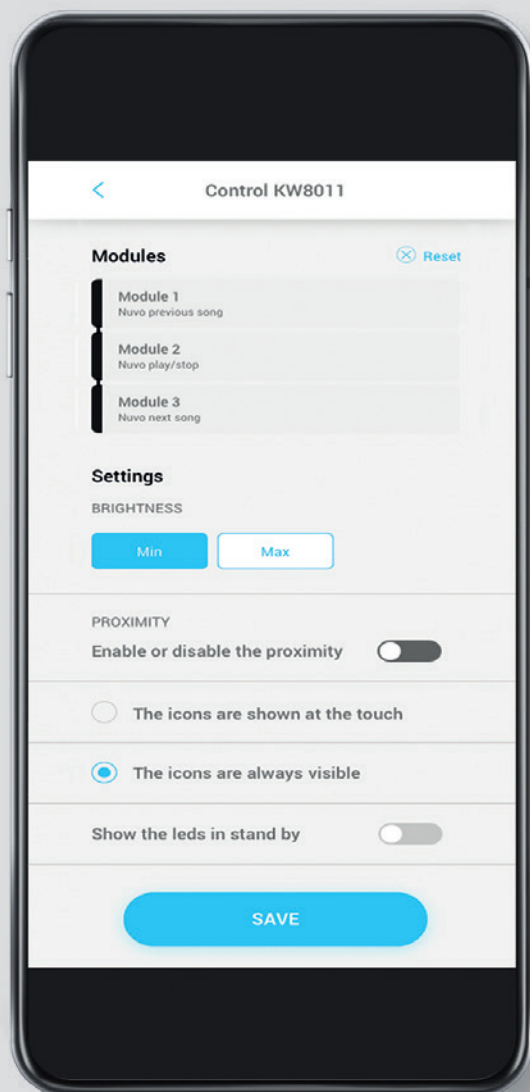 Control KW8011
Modules
Reset
Module 1
Nuvo previous song
Module 2
Nuvo play/stop
Module 3
Nuvo next song
Settings
BRIGHTNESS
Min
Max
PROXIMITY
Enable or disable the proximity
The icons are shown at the touch
The icons are always visible
Show the leds in stand by
SAVE